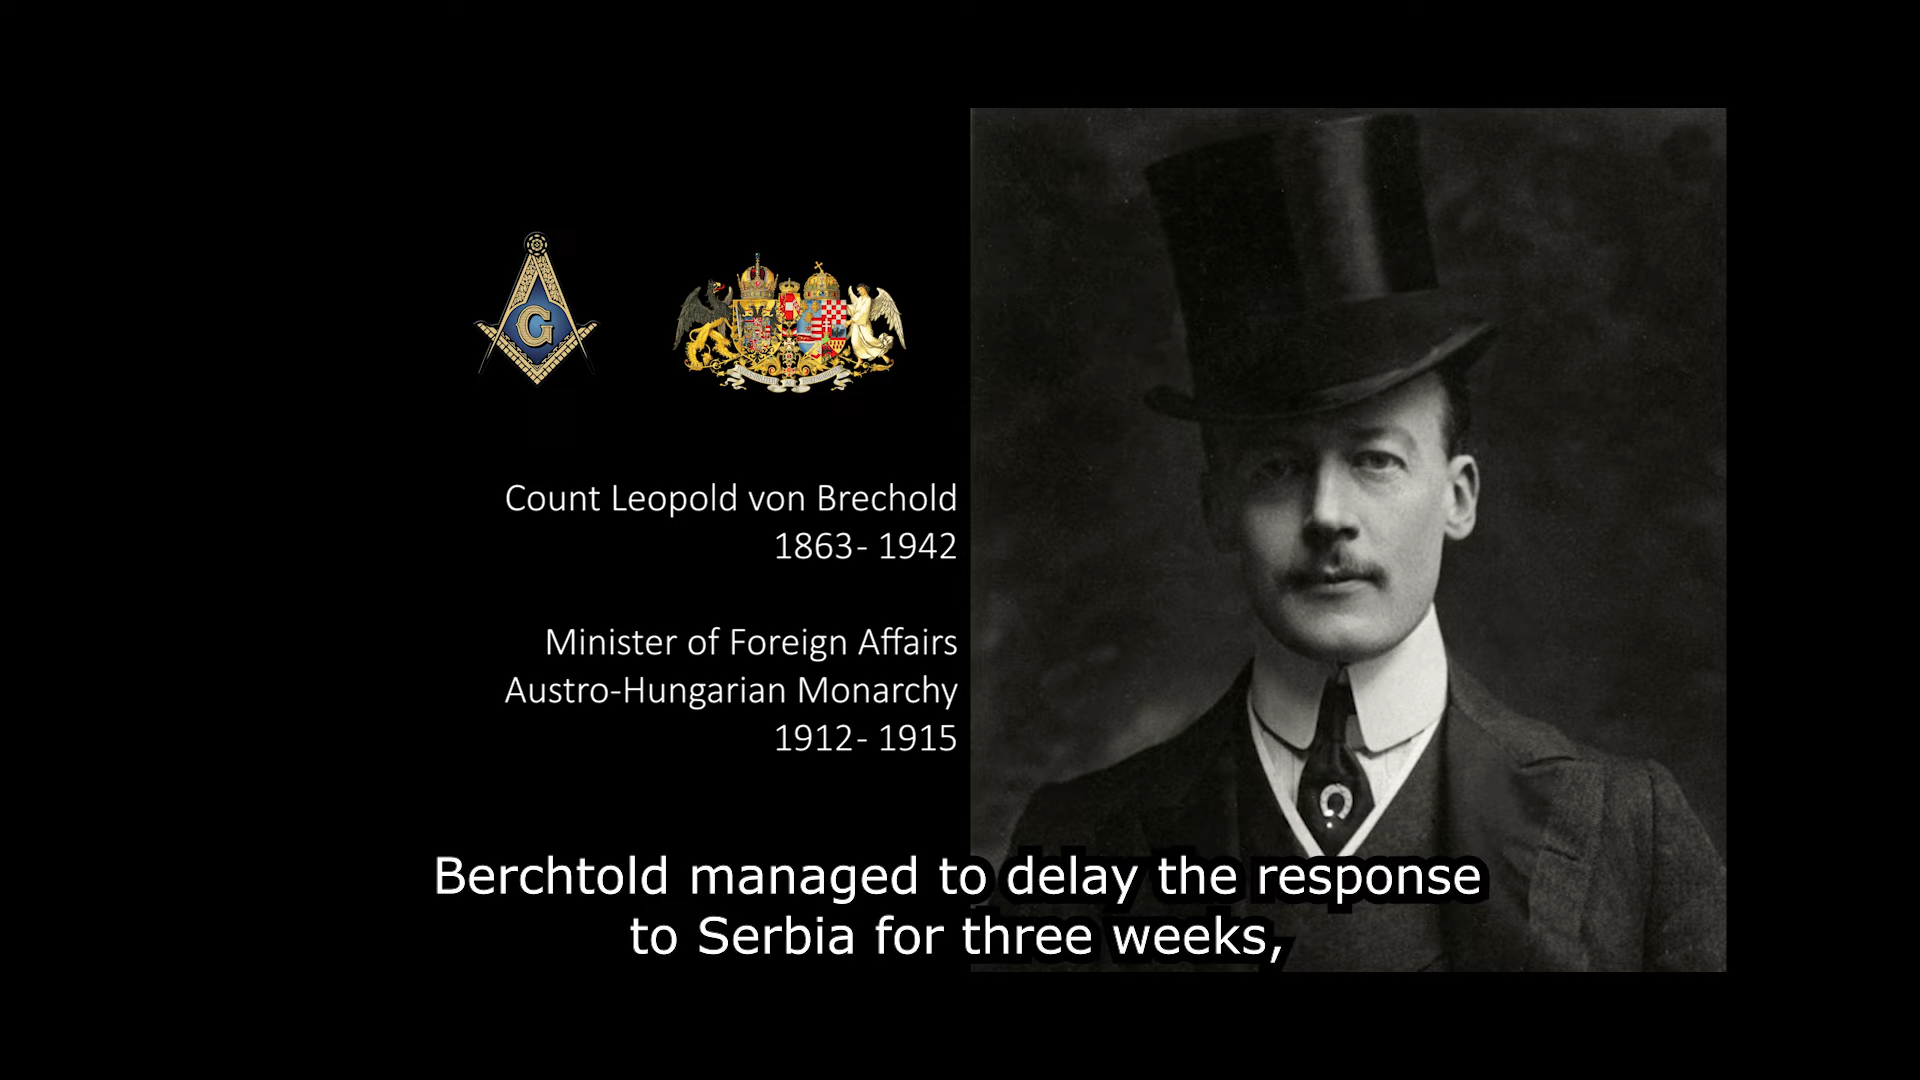 G
Count Leopold von Brechold
1863- 1942
Minister of Foreign Affairs
Austro-Hungarian Monarchy
1912- 1915
Berchtold managed to delay the response
to Serbia for three weeks,